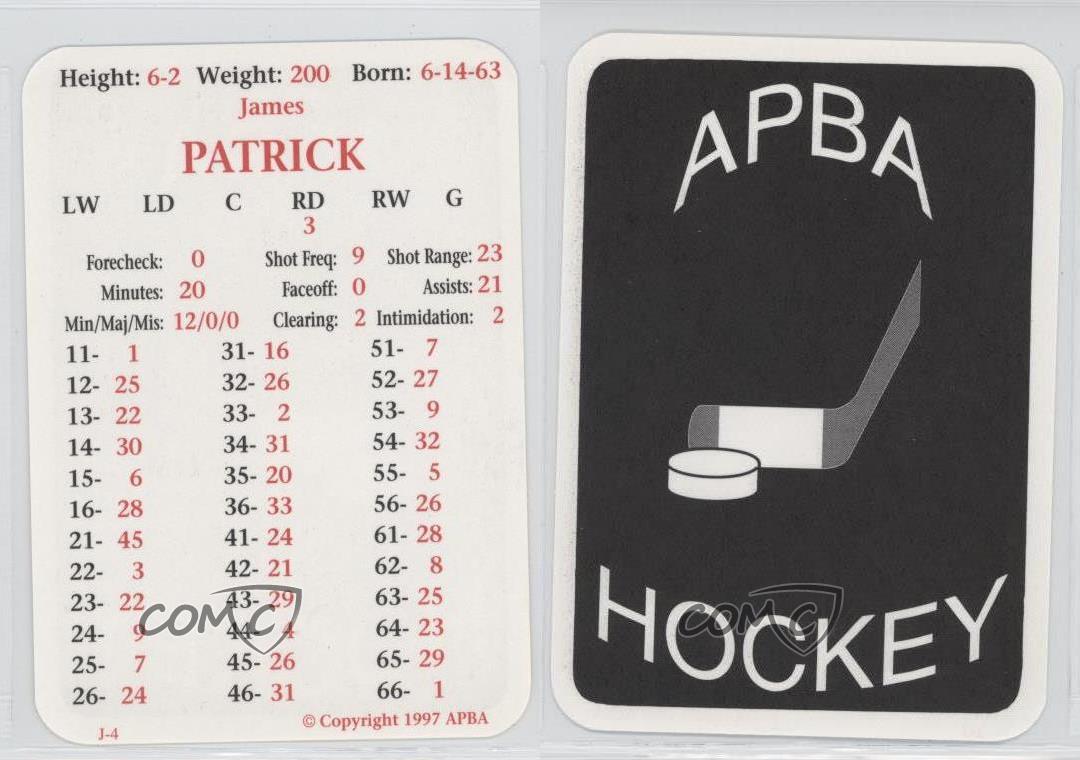 Height: 6-2 Weight: 200 Born: 6-14-63
James
PATRICK
LW LD C RD RW G
3
Forecheck: 0 Shot Freq: 9 Shot Range: 23
Minutes: 20 Faceoff: 0 Assists: 21
Min/Maj/Mis: 12/0/0 Clearing: 2 Intimidation: 2
11- 1 31- 16 51- 7
12- 25 32- 26 52- 27
13- 22 33- 2 53- 9
14- 30 34- 31 54- 32
15- 6 35- 20 55- 5
16- 28 36- 33 56- 26
21- 45 41- 24 61- 28
22- 3 42- 21 62- 8
23- 22 43- 29 63- 25
24- 9 44- 4 64- 23
25- 7 45- 26 65- 29
26- 24 46- 31 66- 1
J-4 © Copyright 1997 APBA
COMC
APBA
HOCKEY
COMC